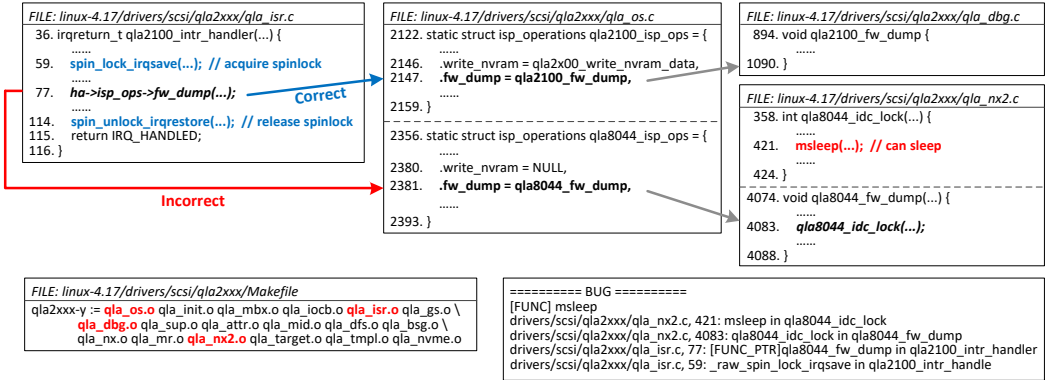 FILE: linux-4.17/drivers/scsi/qla2xxx/qla_isr.c
36. irqreturn_t qla2100_intr_handler(...) {
......
59. spin_lock_irqsave(...); // acquire spinlock
......
77. ha->isp_ops->fw_dump(...);
......
114. spin_unlock_irqrestore(...); // release spinlock
115. return IRQ_HANDLED;
116. }
Correct
Incorrect
FILE: linux-4.17/drivers/scsi/qla2xxx/qla_os.c
2122. static struct isp_operations qla2100_isp_ops = {
......
2146. .write_nvram = qla2x00_write_nvram_data,
2147. .fw_dump = qla2100_fw_dump,
......
2159. }
2356. static struct isp_operations qla8044_isp_ops = {
......
2380. .write_nvram = NULL,
2381. .fw_dump = qla8044_fw_dump,
......
2393. }
FILE: linux-4.17/drivers/scsi/qla2xxx/qla_dbg.c
894. void qla2100_fw_dump {
......
1090. }
FILE: linux-4.17/drivers/scsi/qla2xxx/qla_nx2.c
358. int qla8044_idc_lock(...) {
......
421. msleep(...); // can sleep
......
424. }
4074. void qla8044_fw_dump(...) {
......
4083. qla8044_idc_lock(...);
......
4088. }
FILE: linux-4.17/drivers/scsi/qla2xxx/Makefile
qla2xxx-y := qla_os.o qla_init.o qla_mbx.o qla_iocb.o qla_isr.o qla_gs.o \
qla_dbg.o qla_sup.o qla_attr.o qla_mid.o qla_dfs.o qla_bsg.o \
qla_nx.o qla_mr.o qla_nx2.o qla_target.o qla_tmpl.o qla_nvme.o
========== BUG ==========
[FUNC] msleep
drivers/scsi/qla2xxx/qla_nx2.c, 421: msleep in qla8044_idc_lock
drivers/scsi/qla2xxx/qla_nx2.c, 4083: qla8044_idc_lock in qla8044_fw_dump
drivers/scsi/qla2xxx/qla_isr.c, 77: [FUNC_PTR]qla8044_fw_dump in qla2100_intr_handler
drivers/scsi/qla2xxx/qla_isr.c, 59: _raw_spin_lock_irqsave in qla2100_intr_handle